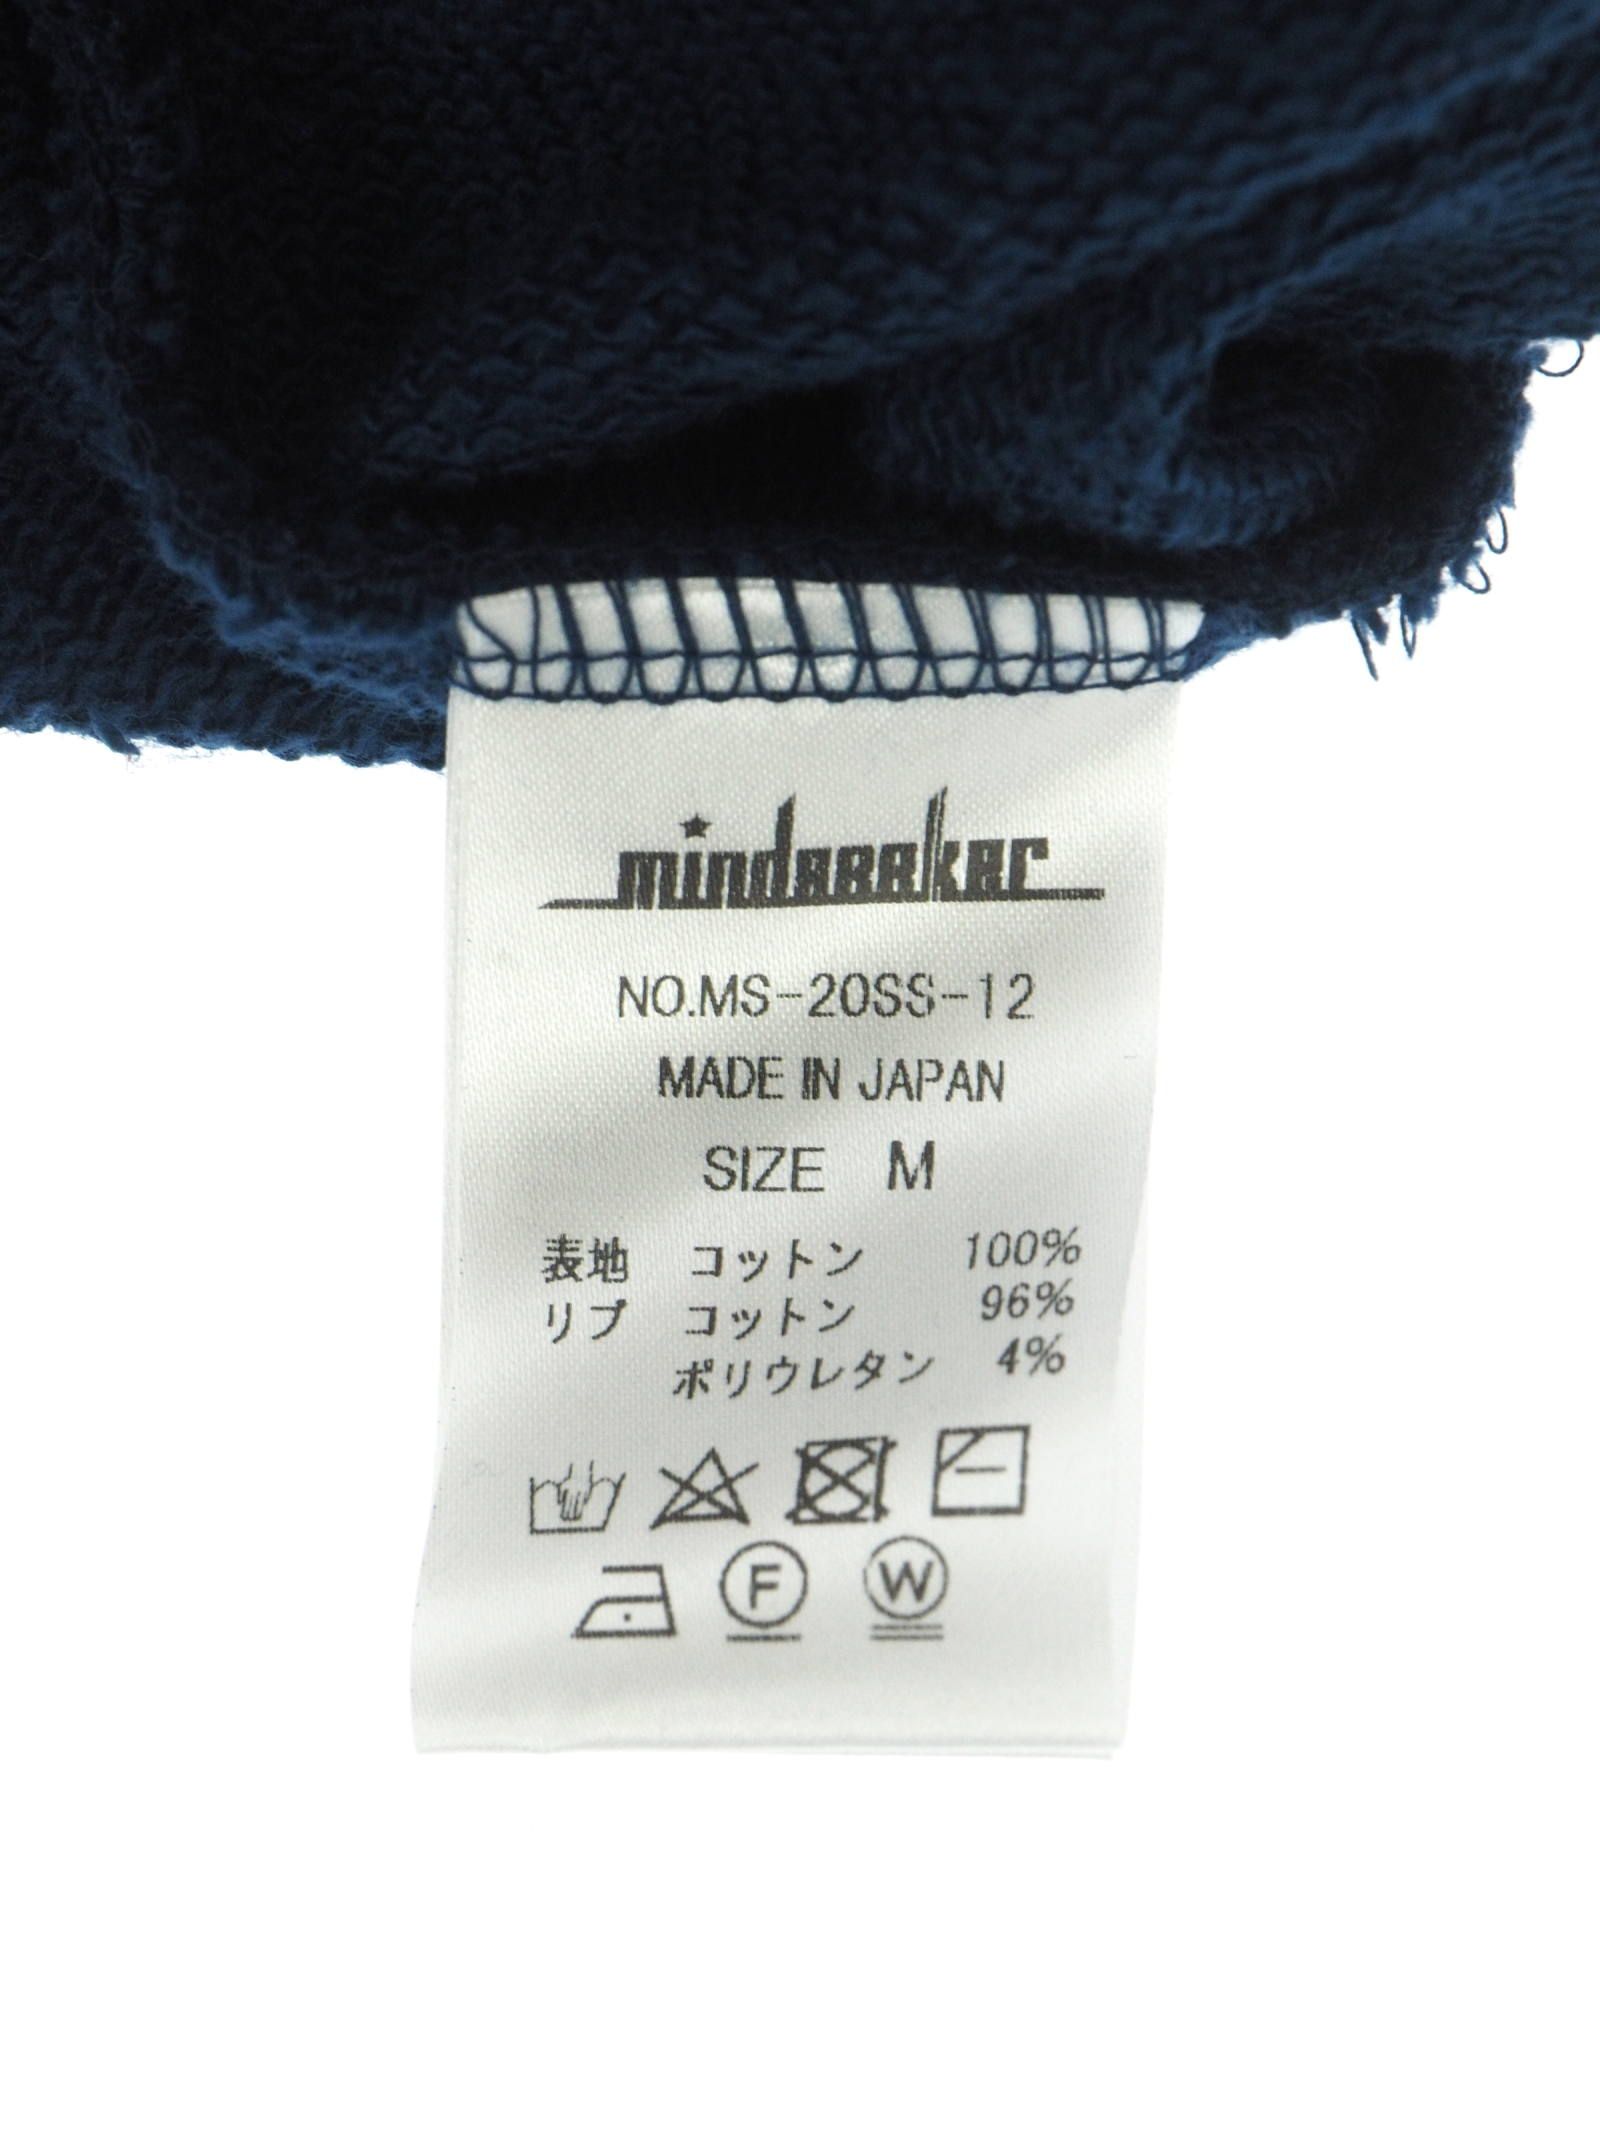 mindseeker
NO.MS-20SS-12
MADE IN JAPAN
SIZE M
表地 コットン 100%
リブ コットン 96%
ポリウレタン 4%
F W